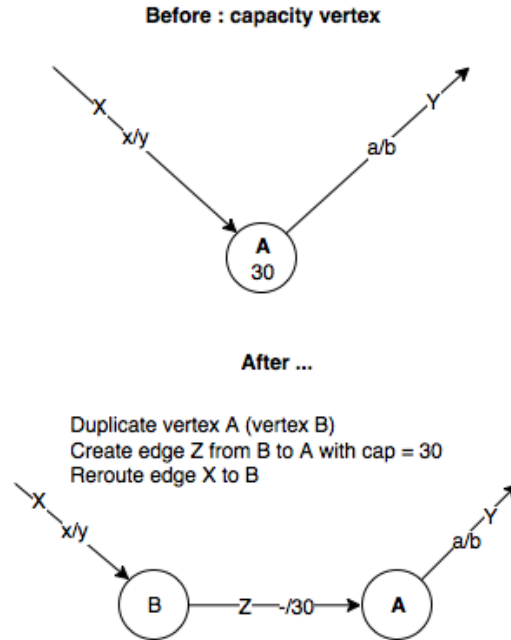 Before : capacity vertex
X
x/y
Y
a/b
A
30
After ...
Duplicate vertex A (vertex B)
Create edge Z from B to A with cap = 30
Reroute edge X to B
X
x/y
Y
a/b
B
Z
-/30
A